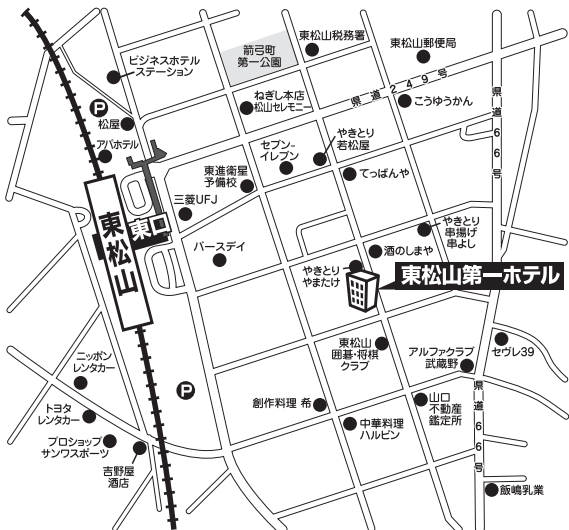 ビジネスホテル
ステーション
箭弓町
第一公園
東松山税務署
東松山郵便局
県道249号
こうゆうかん
県道66号
P
松屋
アパホテル
ねぎし本店
松山セレモニー
セブン-
イレブン
やきとり
若松屋
てっぱんや
東進衛星
予備校
三菱UFJ
東口
東松山
バースデイ
やきとり
串揚げ
串よし
酒のしまや
やきとり
やまたけ
東松山第一ホテル
東松山
囲碁・将棋
クラブ
アルファクラブ
武蔵野
セヴレ39
ニッポン
レンタカー
P
トヨタ
レンタカー
創作料理 希
山口
不動産
鑑定所
県道66号
プロショップ
サンワスポーツ
吉野屋
酒店
中華料理
ハルピン
飯嶋乳業